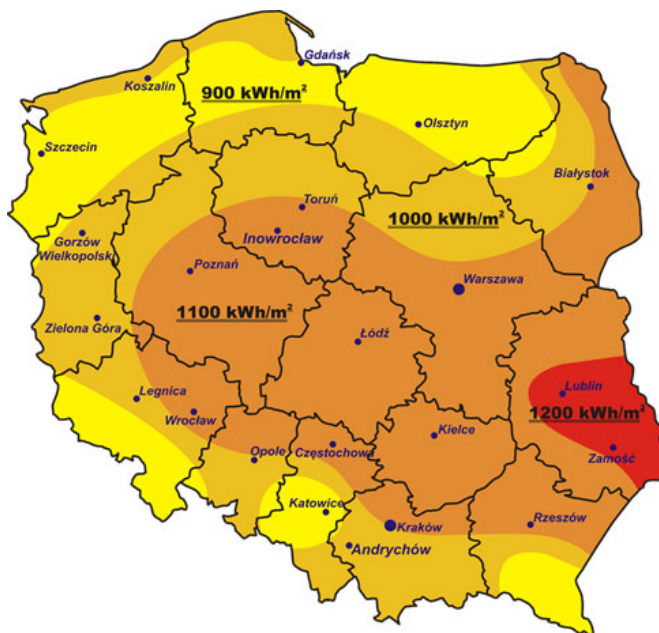 Gdańsk
Koszalin
900 kWh/m²
Olsztyn
Szczecin
Białystok
Toruń
1000 kWh/m²
Gorzów
Wielkopolski
Inowrocław
Poznań
Warszawa
1100 kWh/m²
Zielona Góra
Łódź
Legnica
Lublin
Wrocław
1200 kWh/m²
Kielce
Opole
Częstochowa
Zamość
Katowice
Kraków
Rzeszów
Andrychów